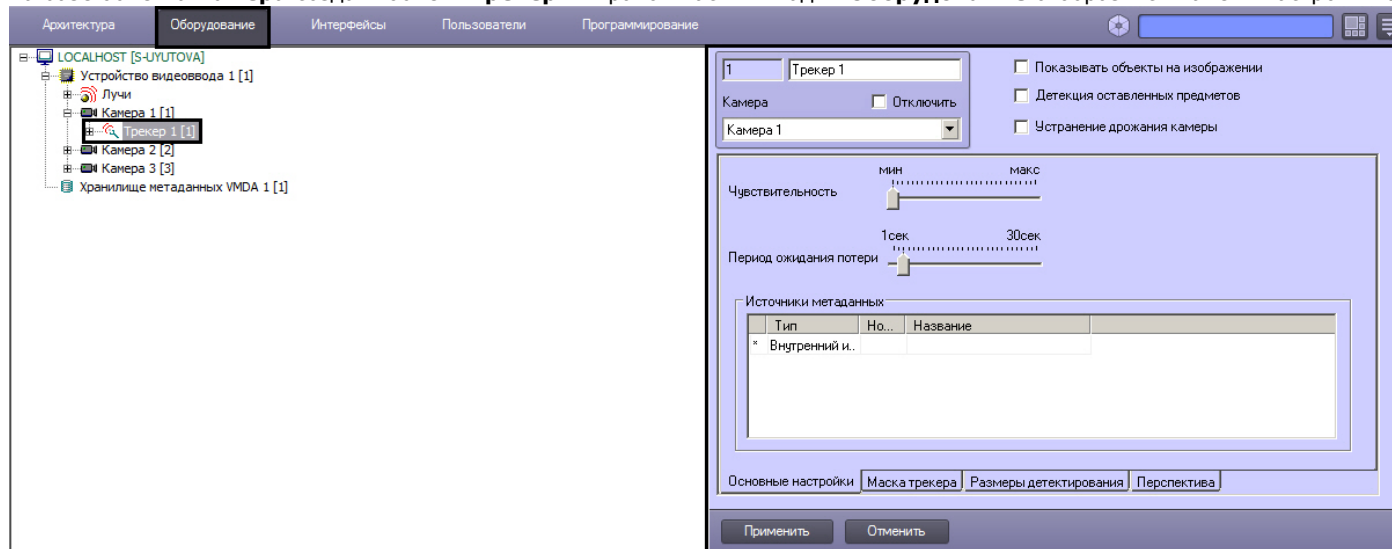 Архитектура Оборудование Интерфейсы Пользователи Программирование
LOCALHOST [S-UYUTOVA]
Устройство видеоввода 1 [1]
Лучи
Камера 1 [1]
Трекер 1 [1]
Камера 2 [2]
Камера 3 [3]
Хранилище метаданных VMDA 1 [1]
1 Трекер 1
Камера Отключить
Камера 1
Показывать объекты на изображении
Детекция оставленных предметов
Устранение дрожания камеры
мин макс
Чувствительность
1сек 30сек
Период ожидания потери
Источники метаданных
Тип Но... Название
* Внутренний и..
Основные настройки Маска трекера Размеры детектирования Перспектива
Применить Отменить